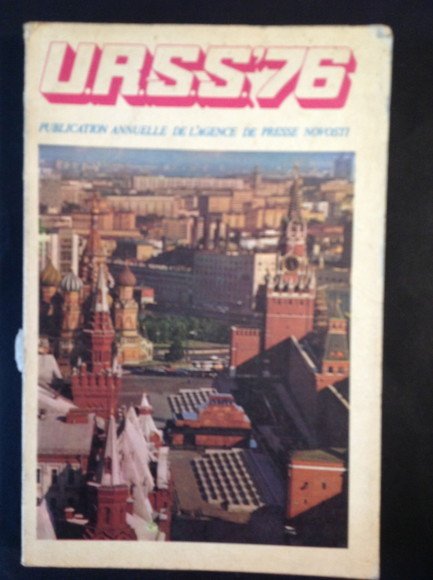 U.R.S.S.'76
PUBLICATION ANNUELLE DE L'AGENCE DE PRESSE NOVOSTI